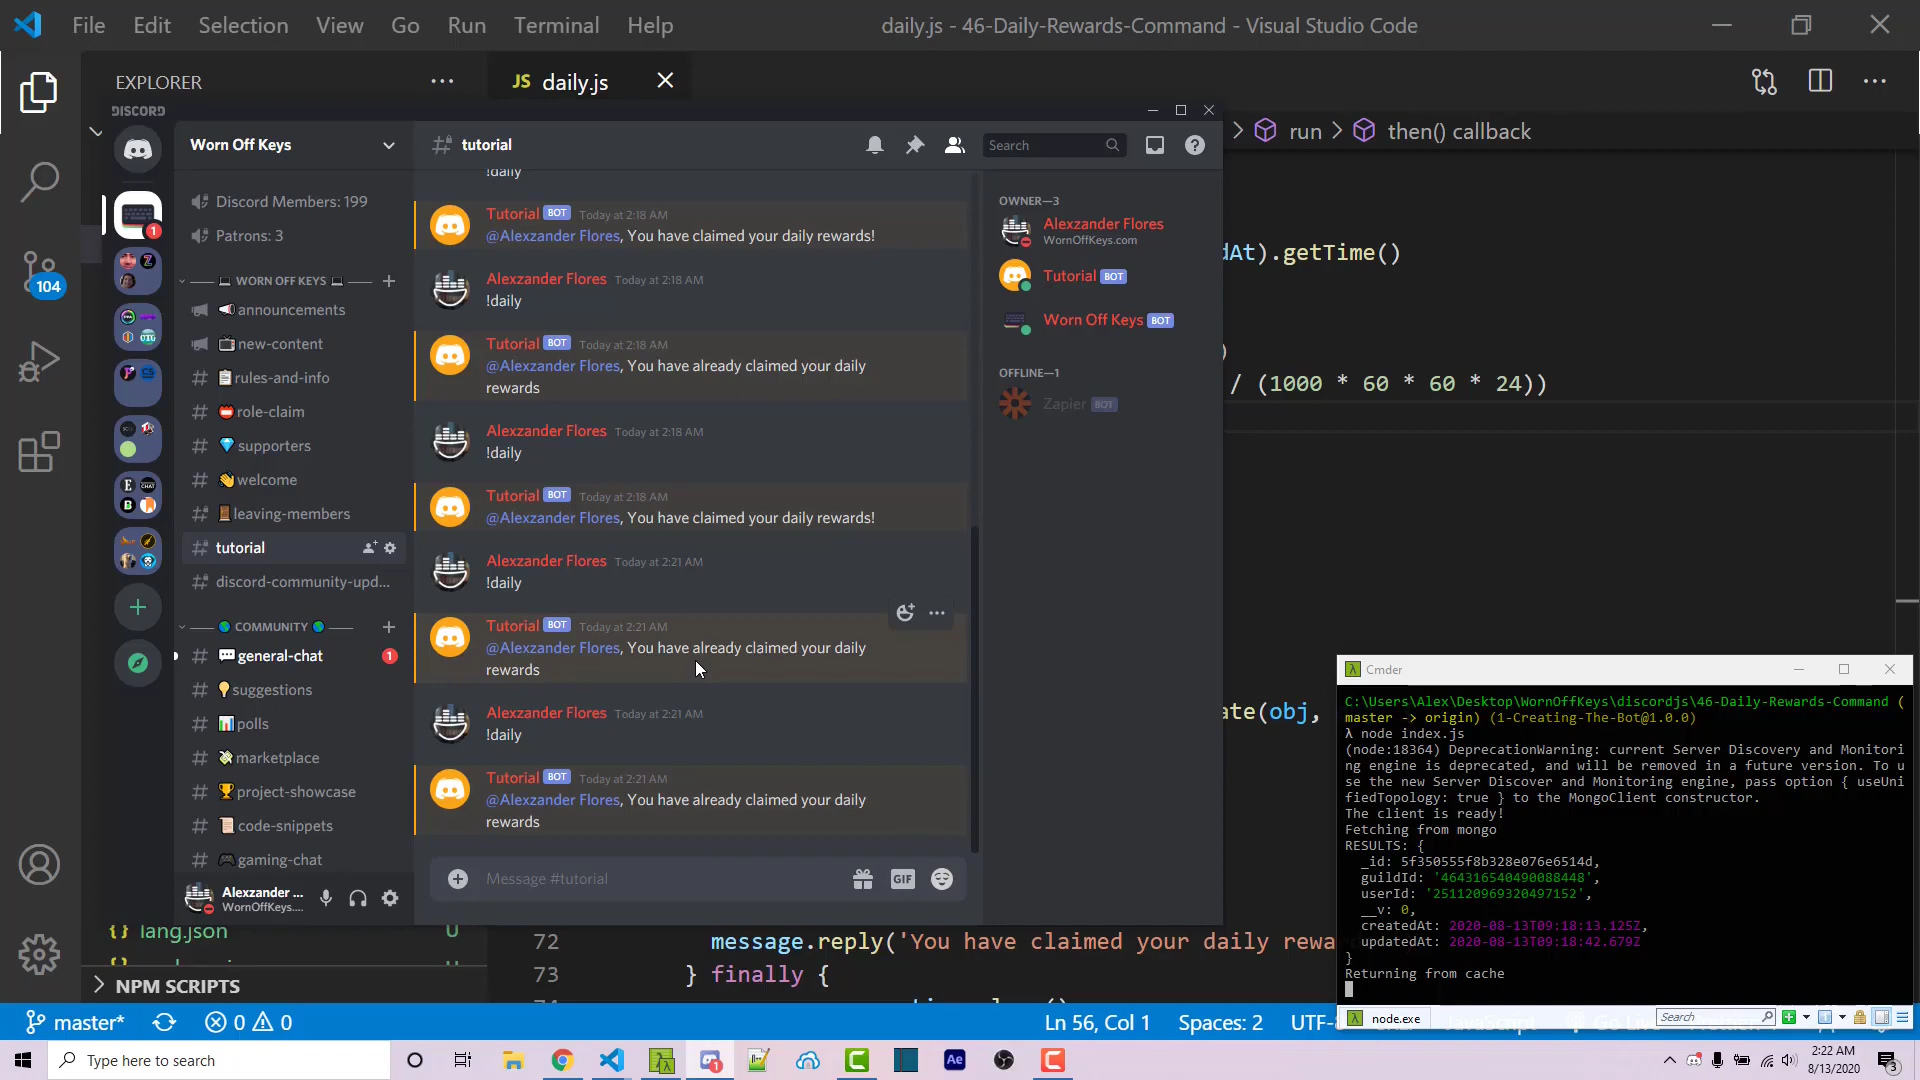 File Edit Selection View Go Run Terminal Help
daily.js - 46-Daily-Rewards-Command - Visual Studio Code
EXPLORER
JS daily.js
run
then() callback
dAt).getTime()
)
/ (1000 * 60 * 60 * 24))
ate(obj,
lang.json
U
72 message.reply('You have claimed your daily rewa
73 } finally {
NPM SCRIPTS
104
DISCORD
Worn Off Keys
# tutorial
Search
Discord Members: 199
Patrons: 3
WORN OFF KEYS
announcements
new-content
rules-and-info
role-claim
supporters
welcome
leaving-members
tutorial
discord-community-upd...
COMMUNITY
general-chat
1
suggestions
polls
marketplace
project-showcase
code-snippets
gaming-chat
Alexzander ...
WornOffKeys....
!daily
Tutorial BOT Today at 2:18 AM
@Alexzander Flores, You have claimed your daily rewards!
Alexzander Flores Today at 2:18 AM
!daily
Tutorial BOT Today at 2:18 AM
@Alexzander Flores, You have already claimed your daily
rewards
Alexzander Flores Today at 2:18 AM
!daily
Tutorial BOT Today at 2:18 AM
@Alexzander Flores, You have claimed your daily rewards!
Alexzander Flores Today at 2:21 AM
!daily
Tutorial BOT Today at 2:21 AM
@Alexzander Flores, You have already claimed your daily
rewards
Alexzander Flores Today at 2:21 AM
!daily
Tutorial BOT Today at 2:21 AM
@Alexzander Flores, You have already claimed your daily
rewards
Message #tutorial
GIF
OWNER—3
Alexzander Flores
WornOffKeys.com
Tutorial BOT
Worn Off Keys BOT
OFFLINE—1
Zapier BOT
Cmder
C:\Users\Alex\Desktop\WornOffKeys\discordjs\46-Daily-Rewards-Command (
master -> origin) (1-Creating-The-Bot@1.0.0)
λ node index.js
(node:18364) DeprecationWarning: current Server Discovery and Monitori
ng engine is deprecated, and will be removed in a future version. To u
se the new Server Discover and Monitoring engine, pass option { useUni
fiedTopology: true } to the MongoClient constructor.
The client is ready!
Fetching from mongo
RESULTS: {
_id: 5f350555f8b328e076e6514d,
guildId: '464316540490088448',
userId: '251120969320497152',
__v: 0,
createdAt: 2020-08-13T09:18:13.125Z,
updatedAt: 2020-08-13T09:18:42.679Z
}
Returning from cache
node.exe
Search
master*
0 0
Ln 56, Col 1
Spaces: 2
UTF-
Type here to search
2:22 AM
8/13/2020
3